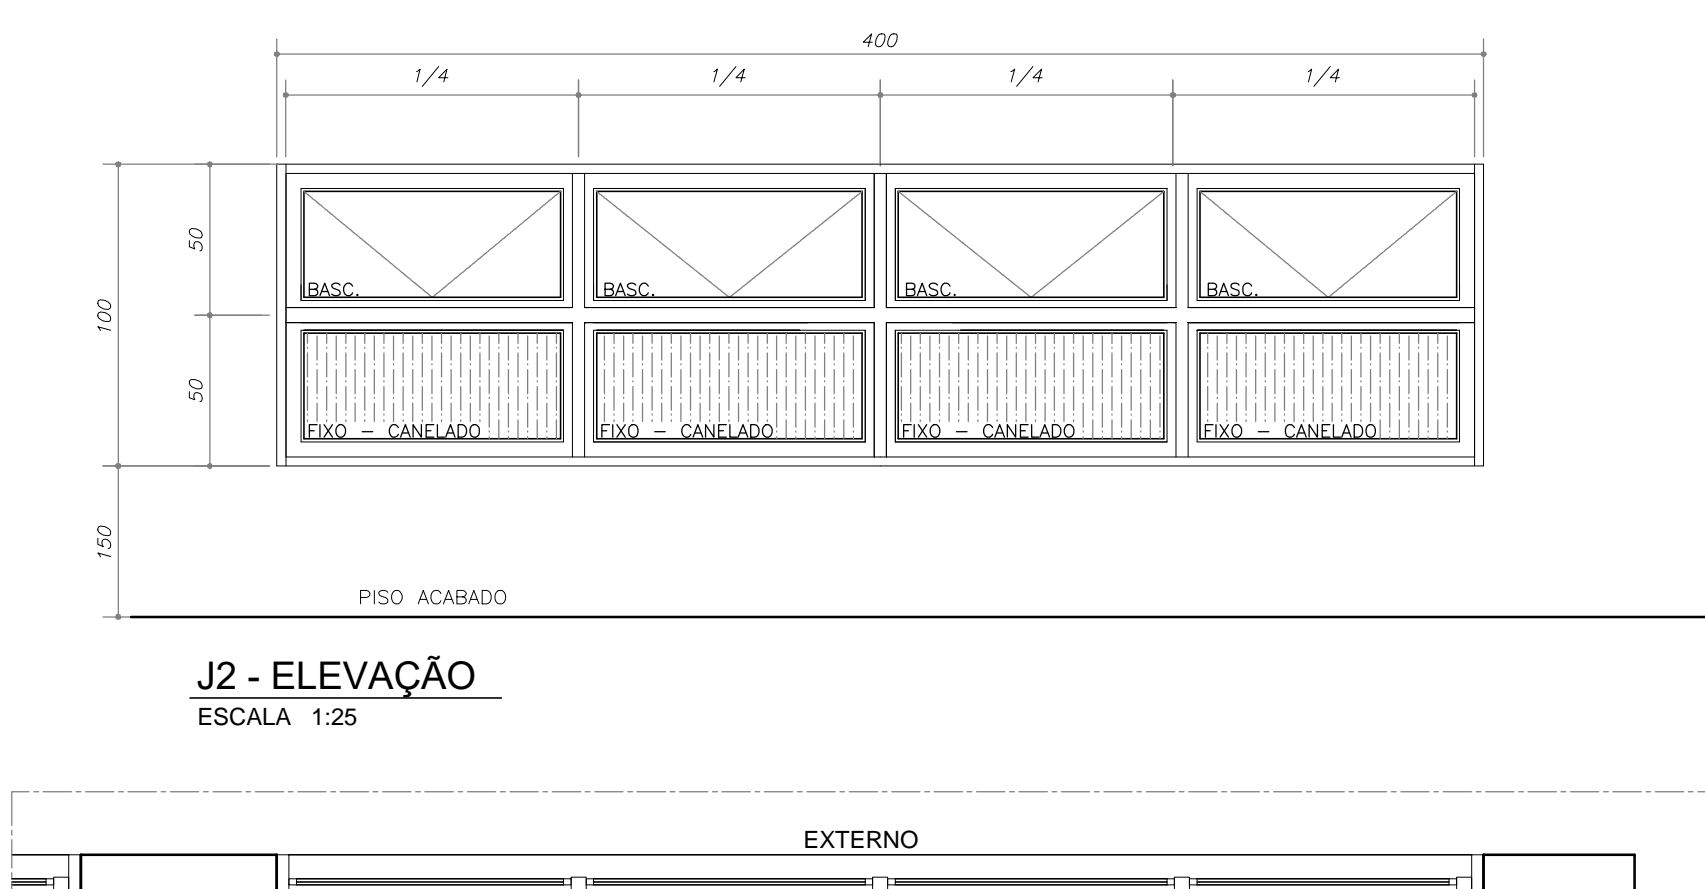 400
1/4 1/4 1/4 1/4
50
BASC. BASC. BASC. BASC.
100
50
FIXO - CANELADO FIXO - CANELADO FIXO - CANELADO FIXO - CANELADO
150
PISO ACABADO
J2 - ELEVAÇÃO
ESCALA 1:25
EXTERNO